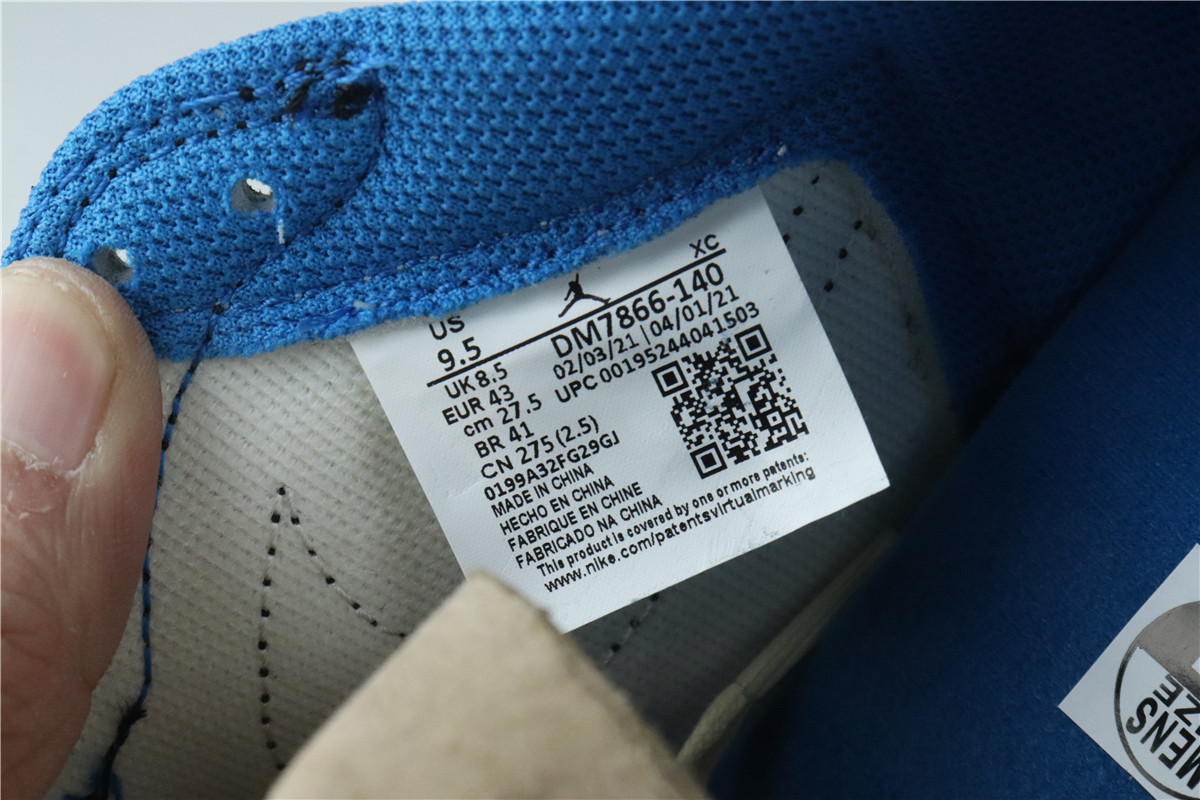 XC
US
9.5
DM7866-140
02/03/21 | 04/01/21
UPC 00195244041503
UK 8.5
EUR 43
cm 27.5
BR 41
CN 275 (2.5)
0199A32FG29GJ
MADE IN CHINA
HECHO EN CHINA
FABRIQUE EN CHINE
FABRICADO NA CHINA
This product is covered by one or more patents:
www.nike.com/patentsvirtualmarking
MENS